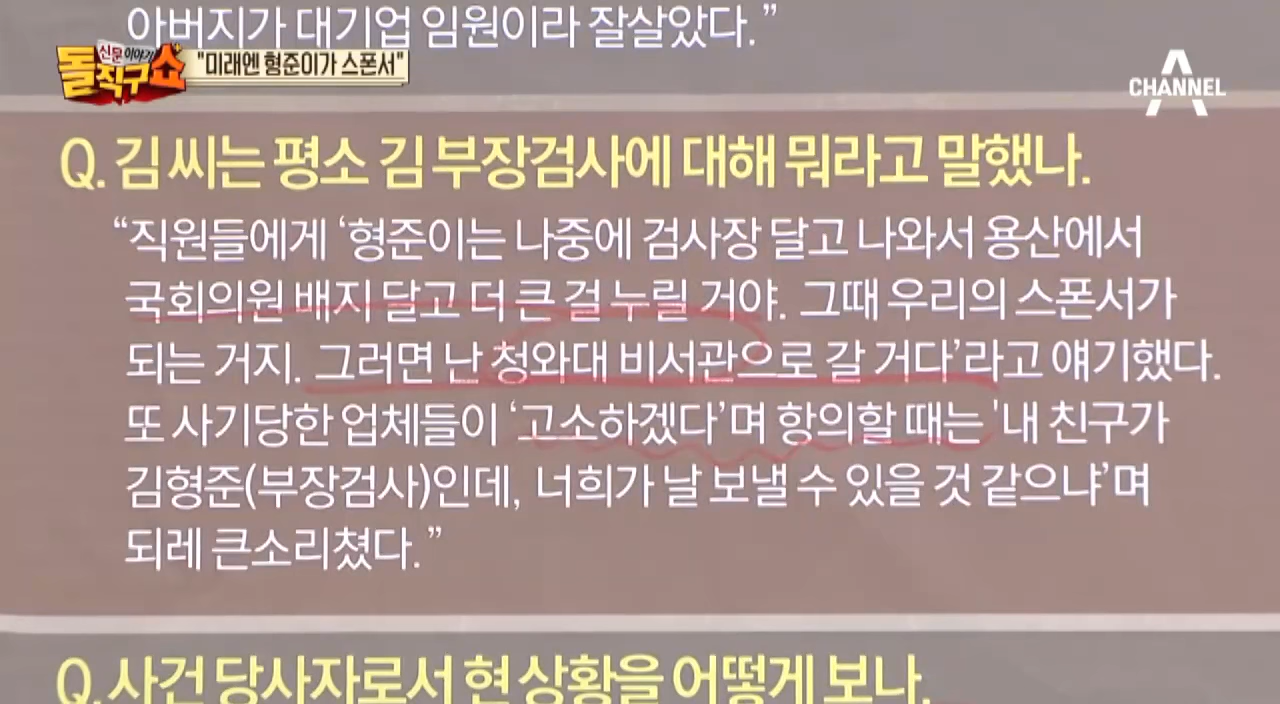 아버지가 대기업 임원이라 잘살았다.”
신문이야기
돌직구쇼
"미래엔 형준이가 스폰서"
CHANNEL A
Q. 김 씨는 평소 김 부장검사에 대해 뭐라고 말했나.
“직원들에게 ‘형준이는 나중에 검사장 달고 나와서 용산에서
국회의원 배지 달고 더 큰 걸 누릴 거야. 그때 우리의 스폰서가
되는 거지. 그러면 난 청와대 비서관으로 갈 거다’라고 얘기했다.
또 사기당한 업체들이 ‘고소하겠다’며 항의할 때는 '내 친구가
김형준(부장검사)인데, 너희가 날 보낼 수 있을 것 같으냐’며
되레 큰소리쳤다.”
Q. 사건 당사자로서 현 상황을 어떻게 보나.